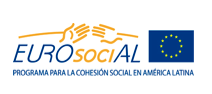 EUROsociAL
PROGRAMA PARA LA COHESIÓN SOCIAL EN AMÉRICA LATINA